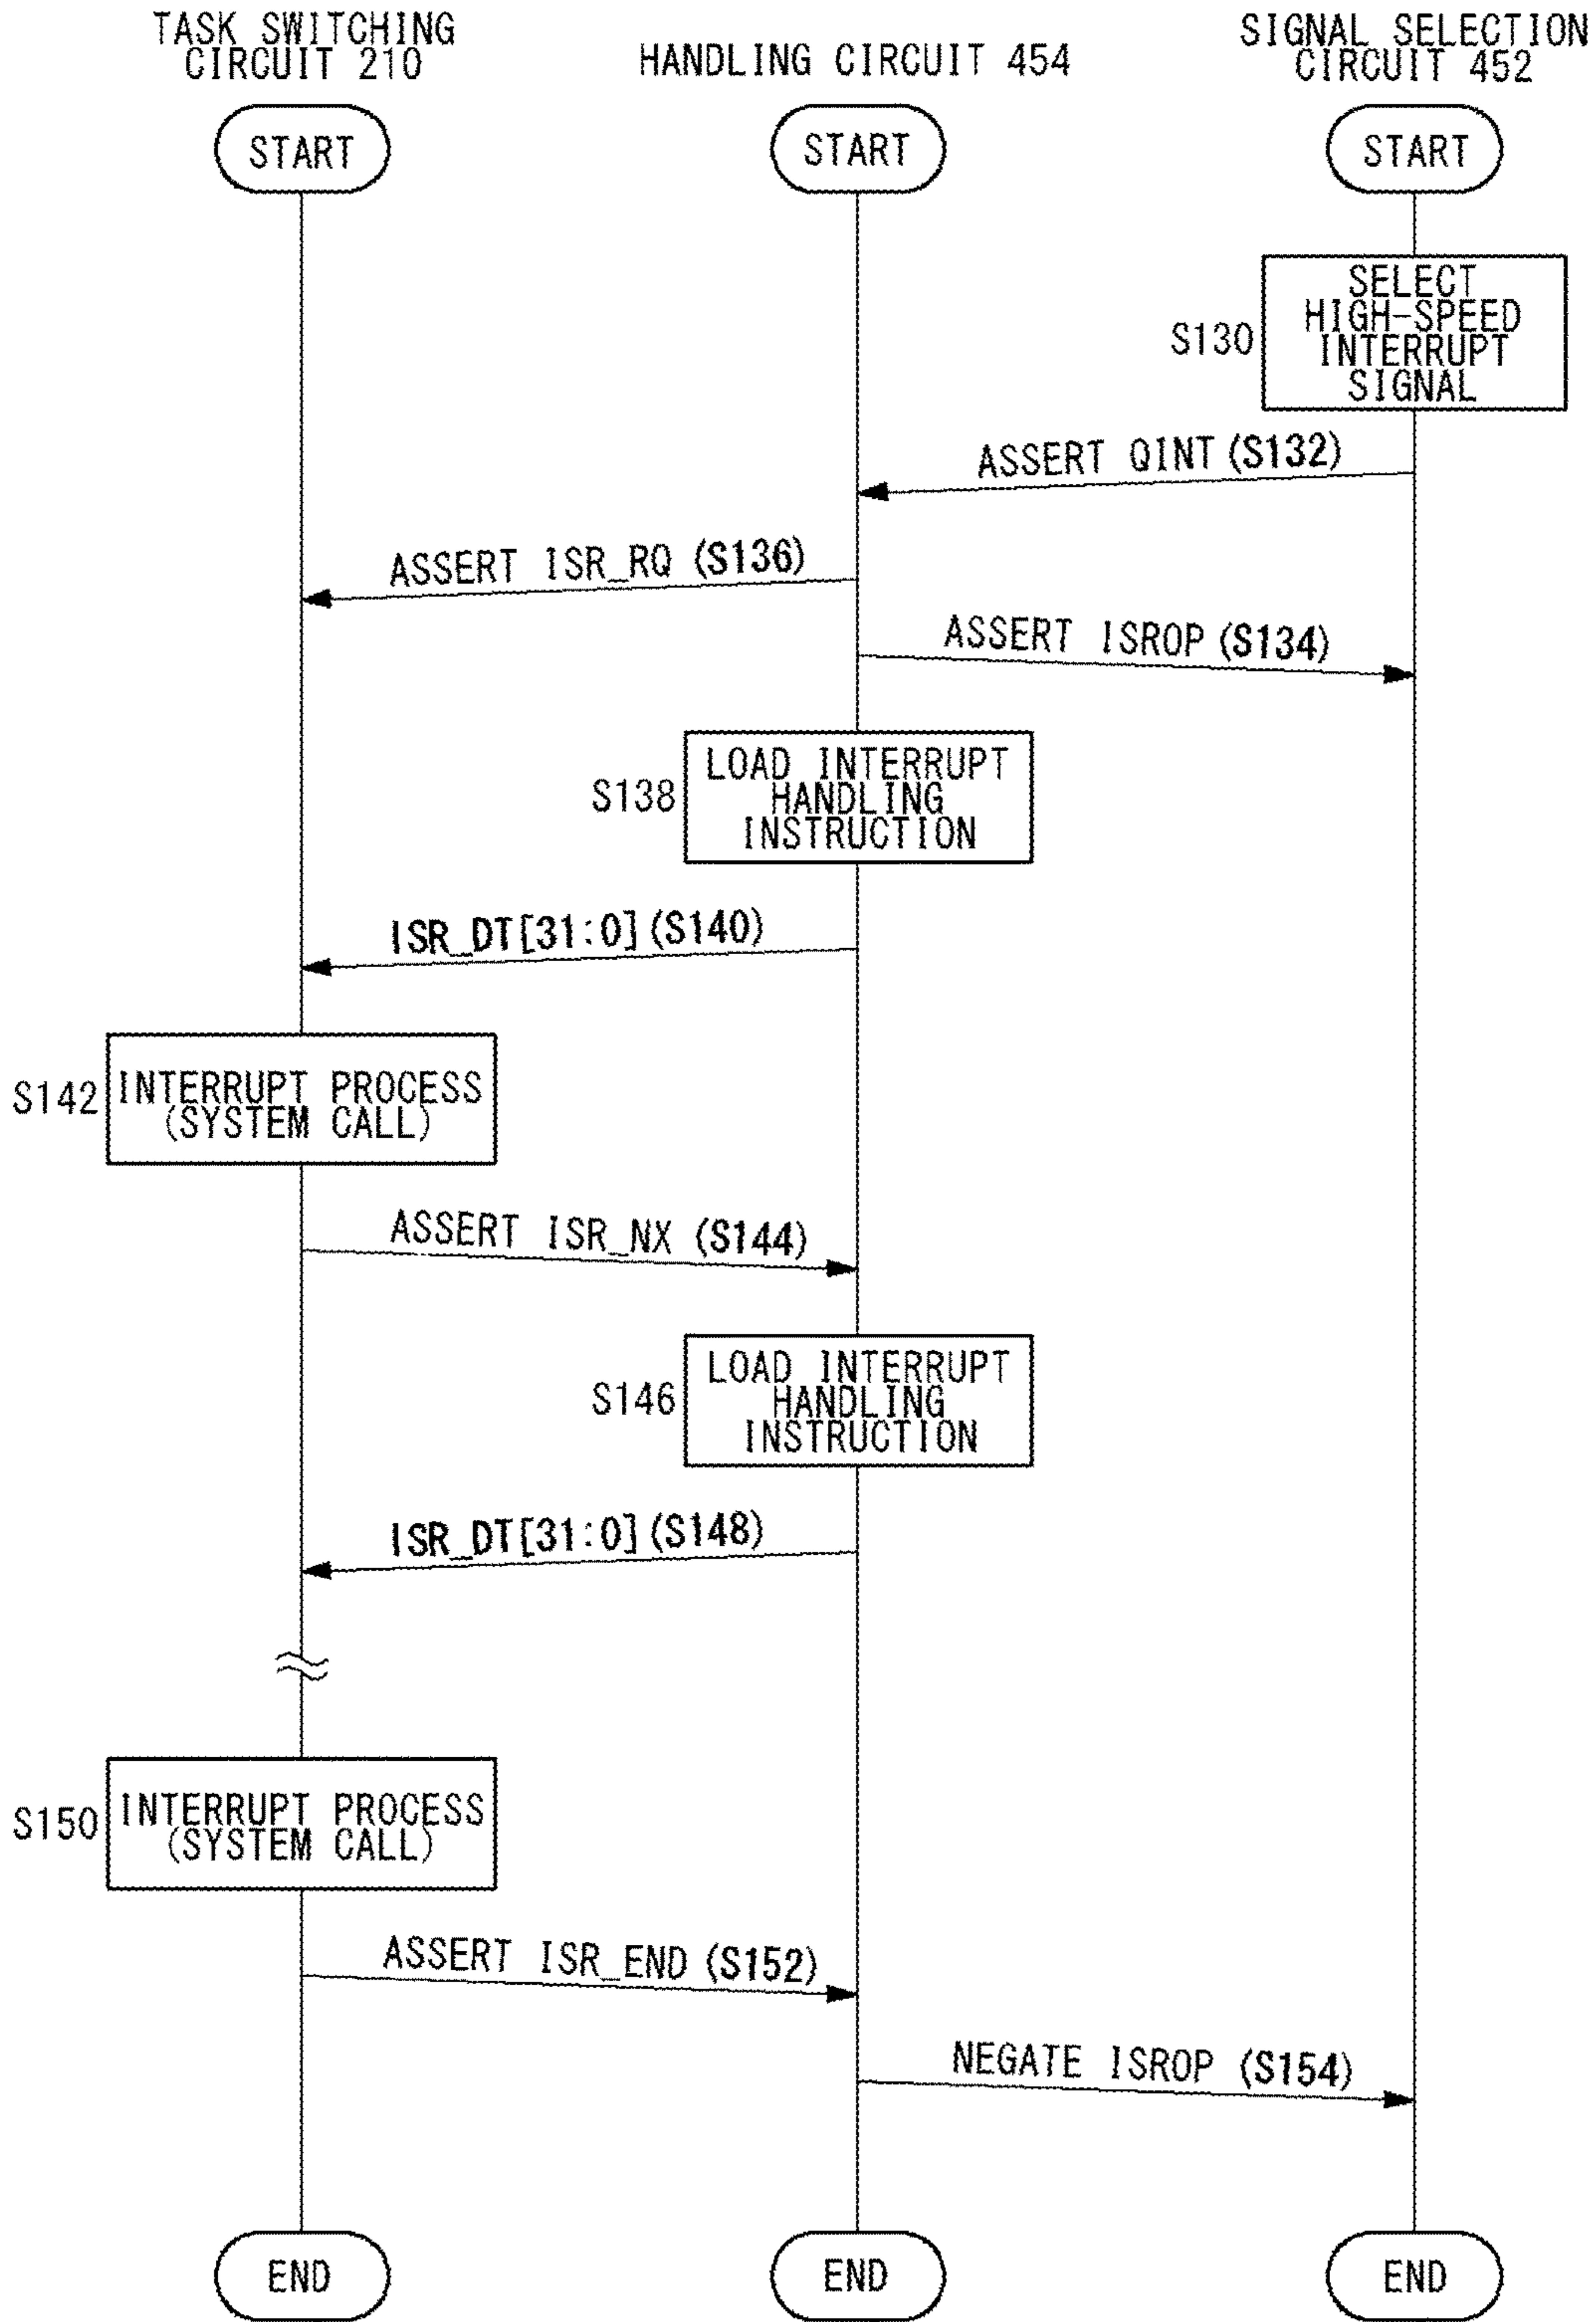 TASK SWITCHING
CIRCUIT 210
HANDLING CIRCUIT 454
SIGNAL SELECTION
CIRCUIT 452
START
START
START
S130
SELECT
HIGH-SPEED
INTERRUPT
SIGNAL
ASSERT QINT (S132)
ASSERT ISR_RQ (S136)
ASSERT ISROP (S134)
S138
LOAD INTERRUPT
HANDLING
INSTRUCTION
ISR_DT[31:0] (S140)
S142
INTERRUPT PROCESS
(SYSTEM CALL)
ASSERT ISR_NX (S144)
S146
LOAD INTERRUPT
HANDLING
INSTRUCTION
ISR_DT[31:0] (S148)
S150
INTERRUPT PROCESS
(SYSTEM CALL)
ASSERT ISR_END (S152)
NEGATE ISROP (S154)
END
END
END